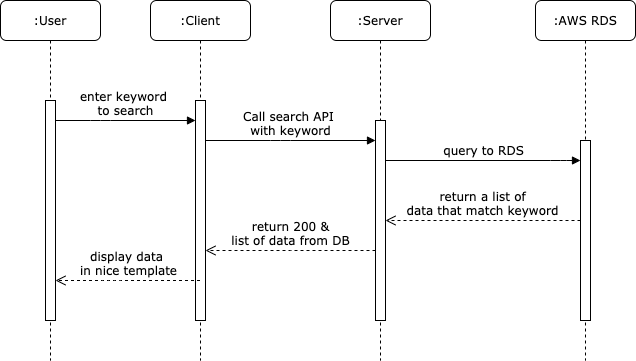 :User
:Client
:Server
:AWS RDS
enter keyword
to search
Call search API
with keyword
query to RDS
return a list of
data that match keyword
return 200 &
list of data from DB
display data
in nice template